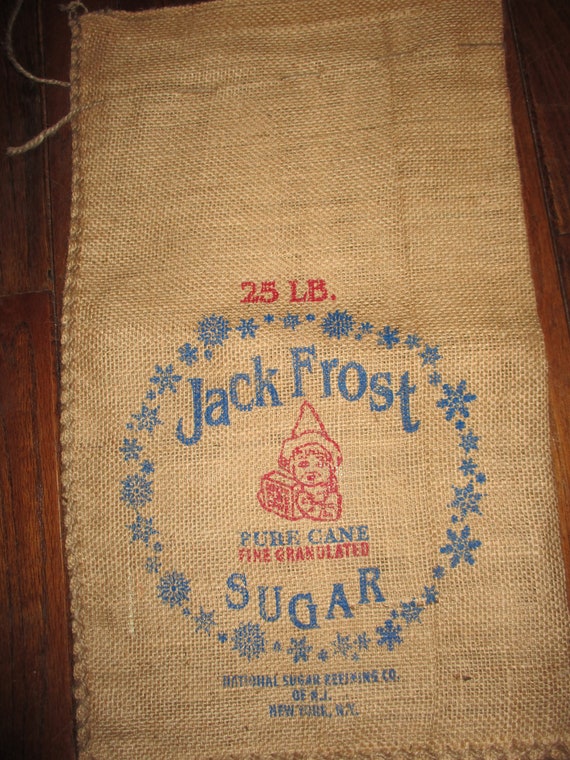 25 LB.
Jack Frost
PURE CANE
FINE GRANULATED
SUGAR
NATIONAL SUGAR REFINING CO.
OF N.J.
NEW YORK, N.Y.